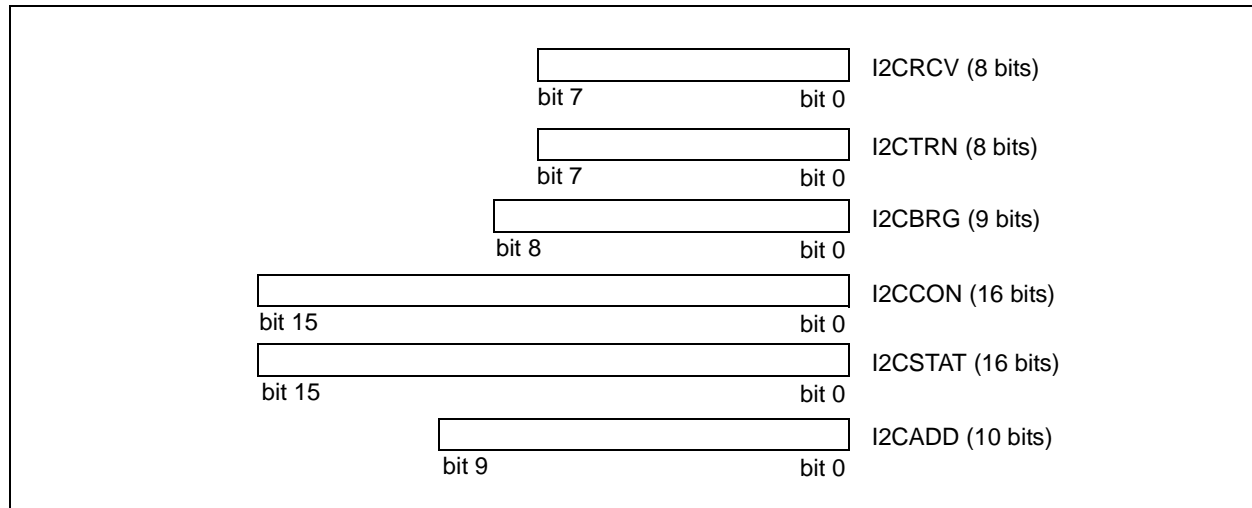 I2CRCV (8 bits)
bit 7 bit 0
I2CTRN (8 bits)
bit 7 bit 0
I2CBRG (9 bits)
bit 8 bit 0
I2CCON (16 bits)
bit 15 bit 0
I2CSTAT (16 bits)
bit 15 bit 0
I2CADD (10 bits)
bit 9 bit 0